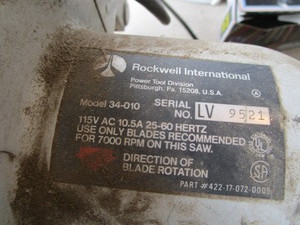 Rockwell International
Power Tool Division
Pittsburgh, Pa. 15208, U.S.A.
Model 34-010 SERIAL NO. LV 9521
115V AC 10.5A 25-60 HERTZ
USE ONLY BLADES RECOMMENDED
FOR 7000 RPM ON THIS SAW.
DIRECTION OF
BLADE ROTATION
PART #422-17-072-0005
UL
SA